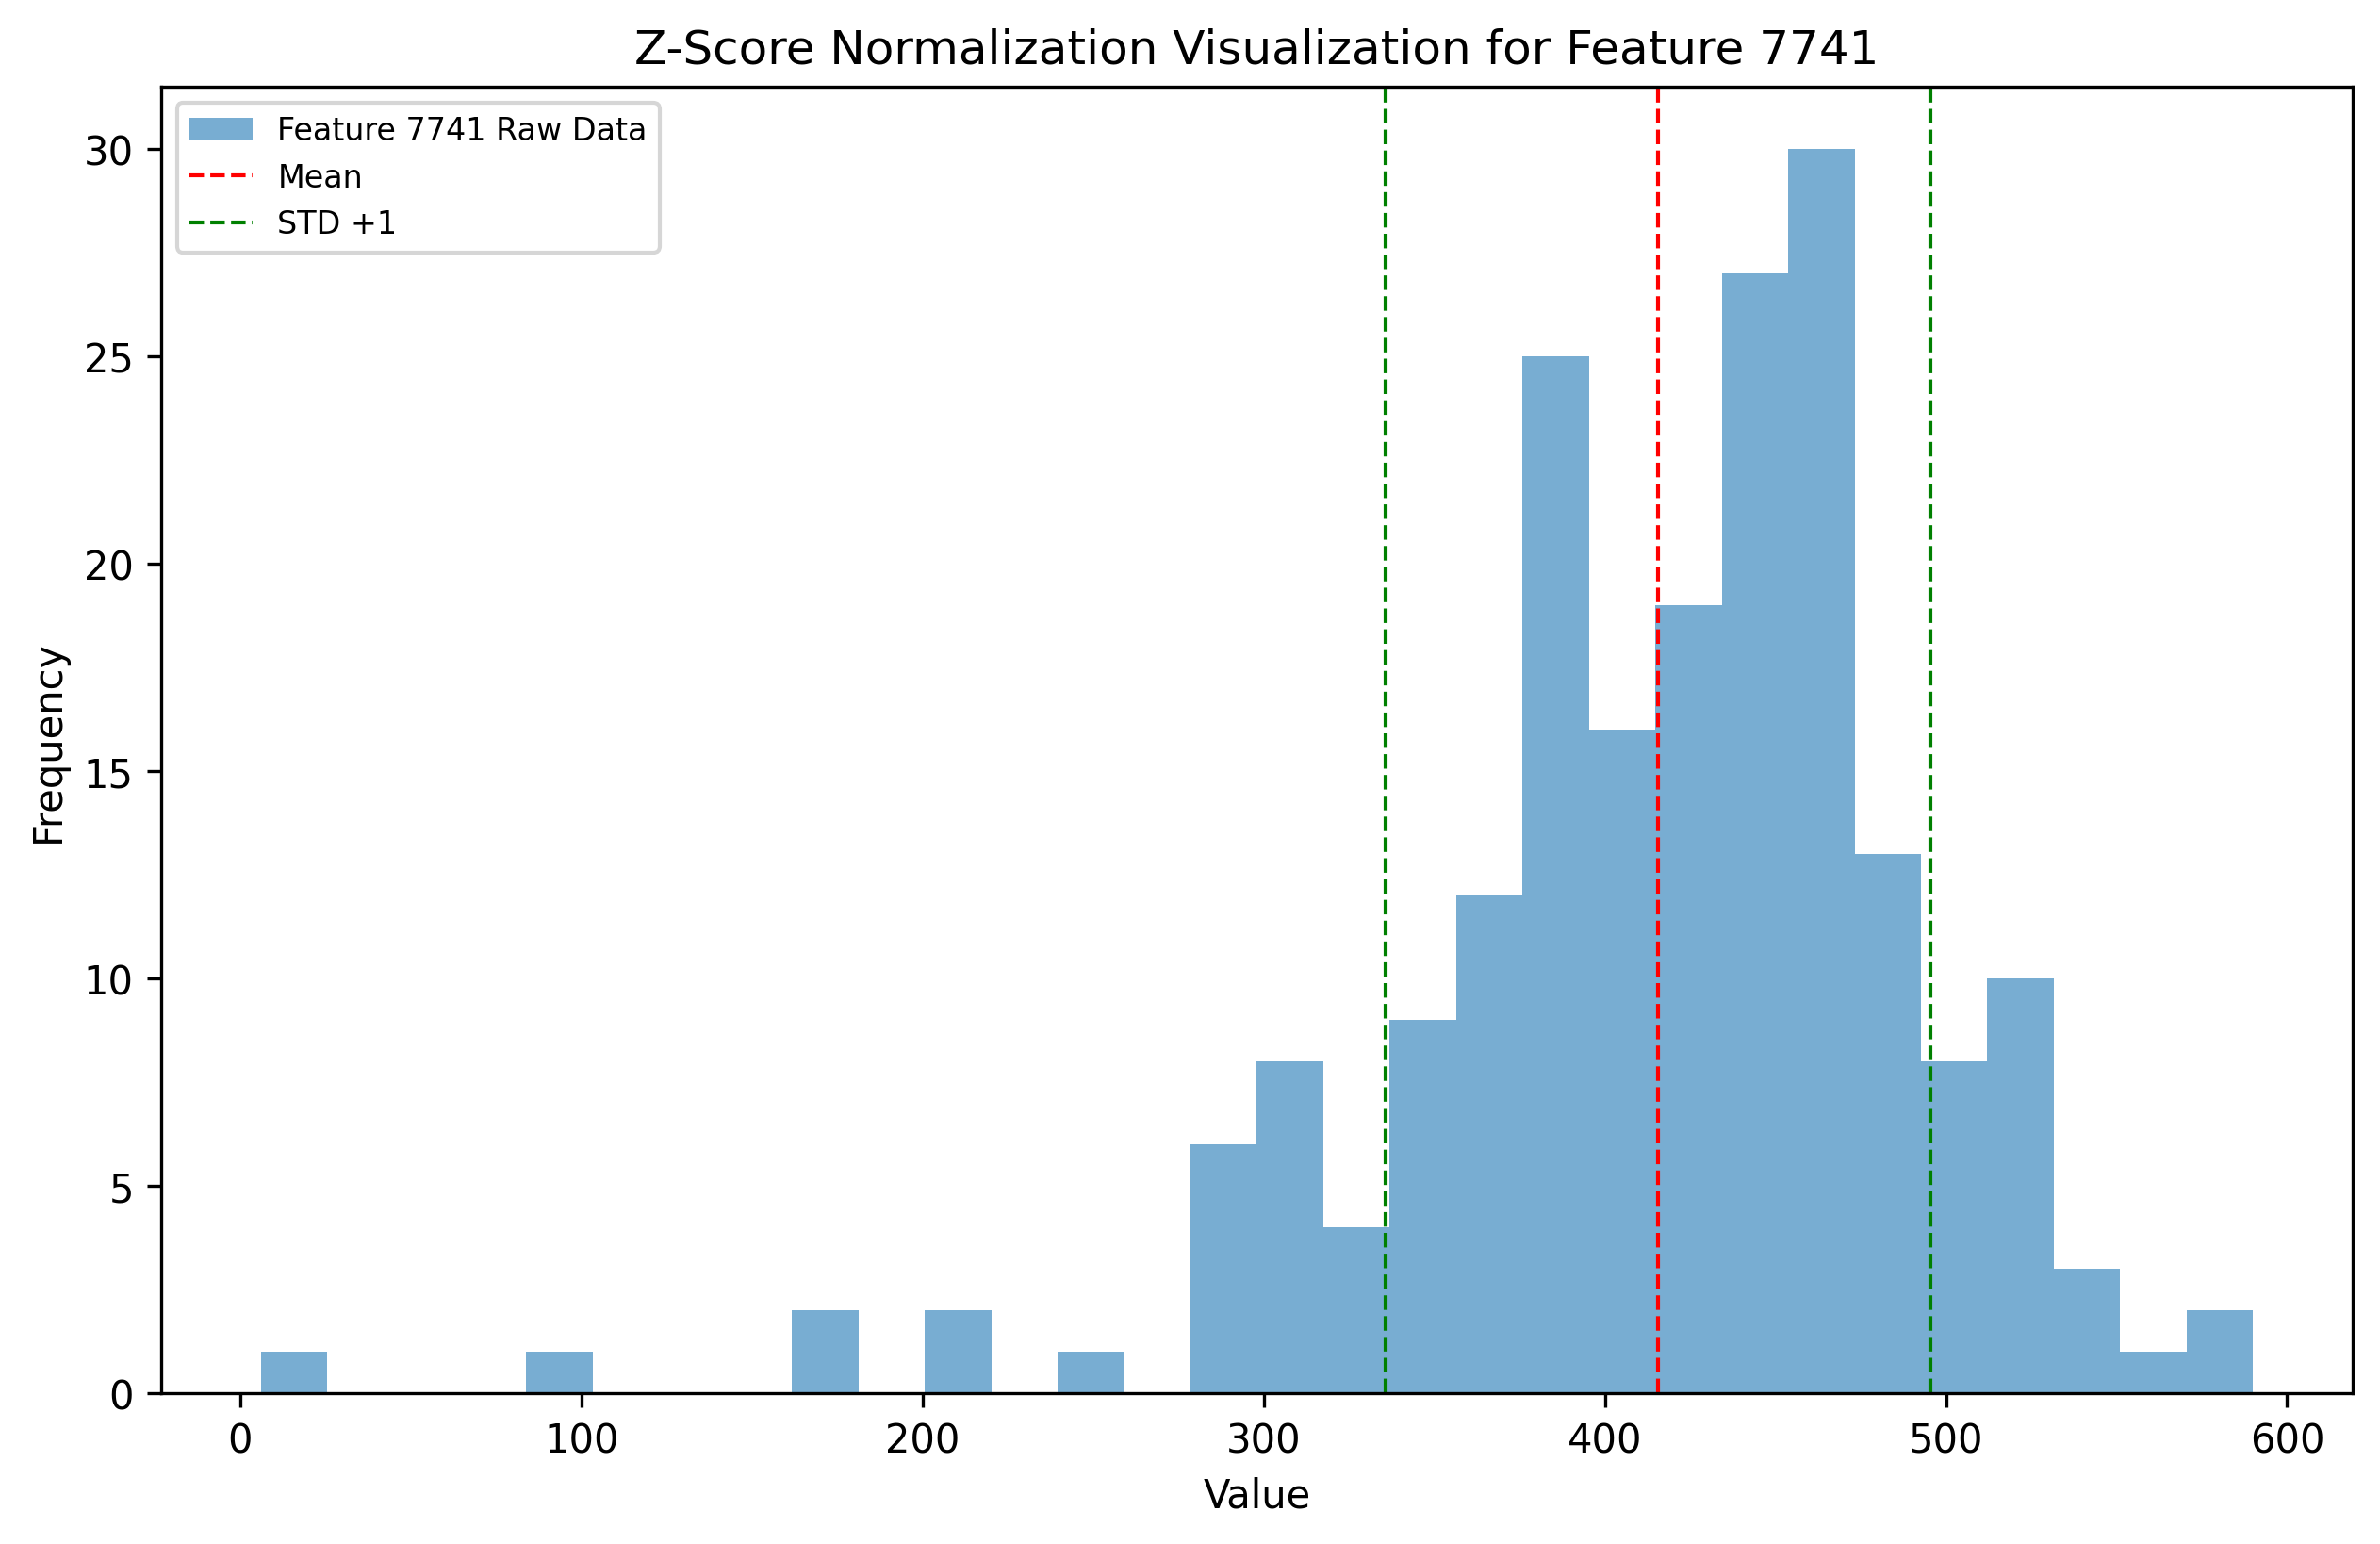 Z-Score Normalization Visualization for Feature 7741
Feature 7741 Raw Data
Mean
STD +1
30
25
20
15
10
5
0
Frequency
0 100 200 300 400 500 600
Value